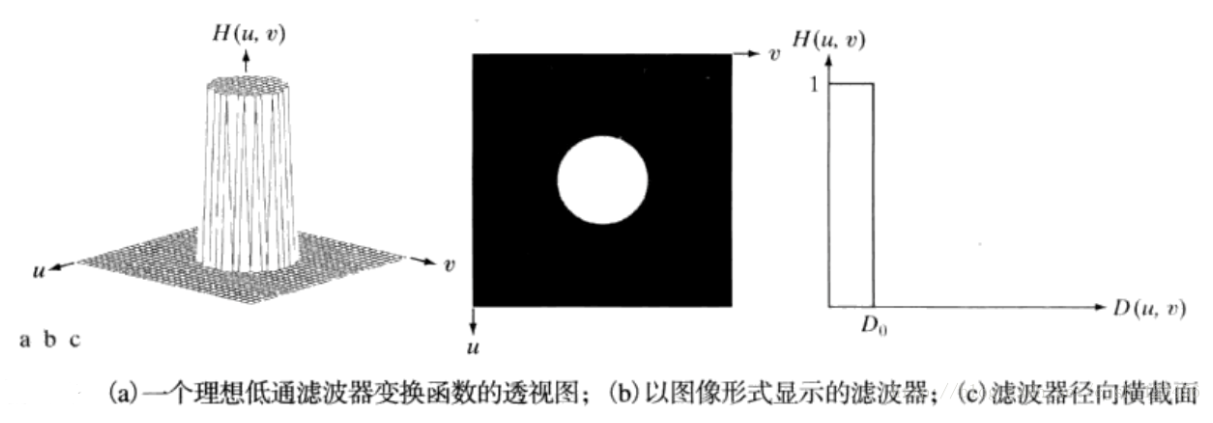 H(u, v)
u
v
v
u
H(u, v)
1
D₀
D(u, v)
a b c
(a)一个理想低通滤波器变换函数的透视图；(b)以图像形式显示的滤波器；(c)滤波器径向横截面